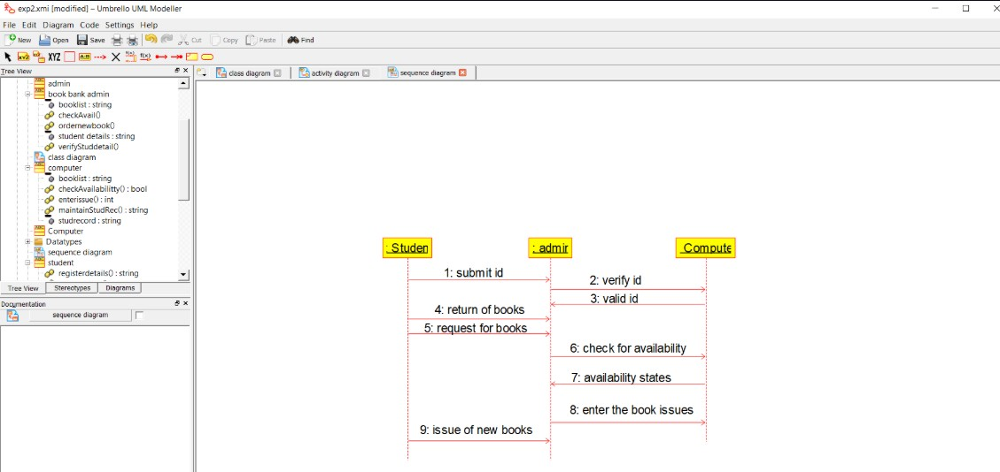 exp2.xmi [modified] – Umbrello UML Modeller
File Edit Diagram Code Settings Help
New Open Save Cut Copy Paste Find
XYZ A:B f(x)
Tree View
class diagram activity diagram sequence diagram
admin
book bank admin
booklist : string
checkAvail()
ordernewbook()
student details : string
verifyStuddetail()
class diagram
computer
booklist : string
checkAvailabilitty() : bool
enterissue() : int
maintainStudRec() : string
studrecord : string
Computer
Datatypes
sequence diagram
student
registerdetails() : string
Tree View Stereotypes Diagrams
Documentation
sequence diagram
: Studen : admir Compute
1: submit id
2: verify id
3: valid id
4: return of books
5: request for books
6: check for availability
7: availability states
8: enter the book issues
9: issue of new books